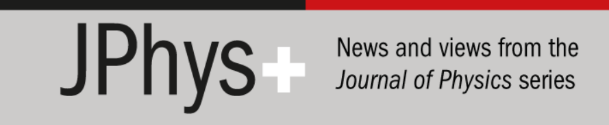 JPhys+
News and views from the
Journal of Physics series